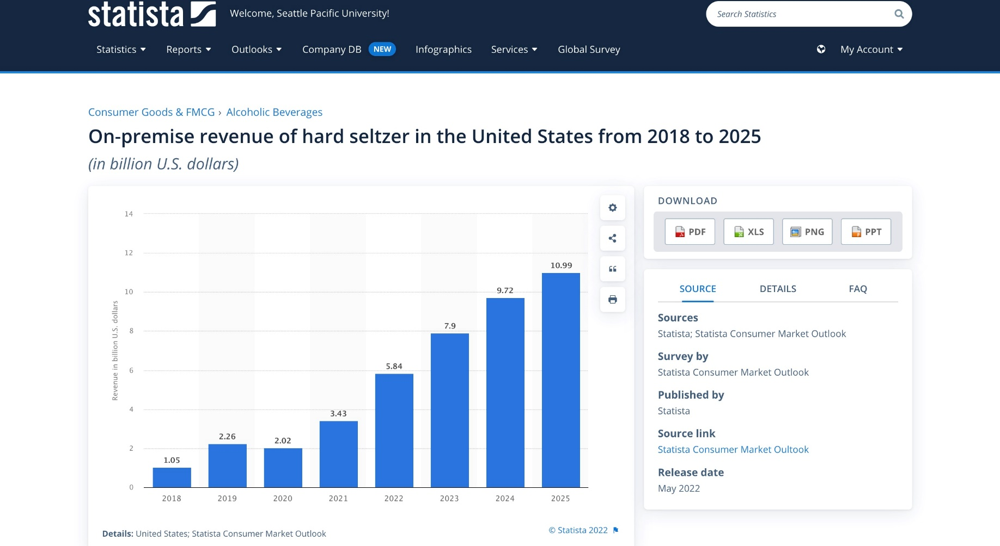 statista
Welcome, Seattle Pacific University!
Search Statistics
Statistics Reports Outlooks Company DB NEW Infographics Services Global Survey My Account
Consumer Goods & FMCG › Alcoholic Beverages
On-premise revenue of hard seltzer in the United States from 2018 to 2025
(in billion U.S. dollars)
Revenue in billion U.S. dollars
14
12
10
8
6
4
2
0
1.05
2.26
2.02
3.43
5.84
7.9
9.72
10.99
2018 2019 2020 2021 2022 2023 2024 2025
Details: United States; Statista Consumer Market Outlook
© Statista 2022
DOWNLOAD
PDF XLS PNG PPT
SOURCE DETAILS FAQ
Sources
Statista; Statista Consumer Market Outlook
Survey by
Statista Consumer Market Outlook
Published by
Statista
Source link
Statista Consumer Market Oultook
Release date
May 2022